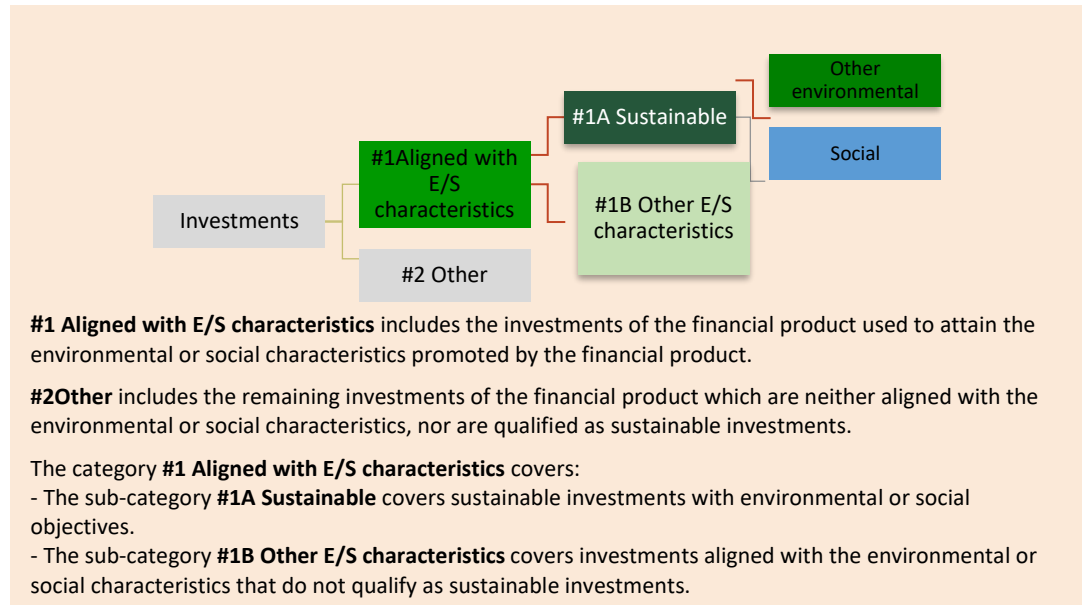 Other
environmental
#1A Sustainable
Social
#1Aligned with
E/S
characteristics
#1B Other E/S
characteristics
Investments
#2 Other
#1 Aligned with E/S characteristics includes the investments of the financial product used to attain the
environmental or social characteristics promoted by the financial product.
#2Other includes the remaining investments of the financial product which are neither aligned with the
environmental or social characteristics, nor are qualified as sustainable investments.
The category #1 Aligned with E/S characteristics covers:
- The sub-category #1A Sustainable covers sustainable investments with environmental or social
objectives.
- The sub-category #1B Other E/S characteristics covers investments aligned with the environmental or
social characteristics that do not qualify as sustainable investments.